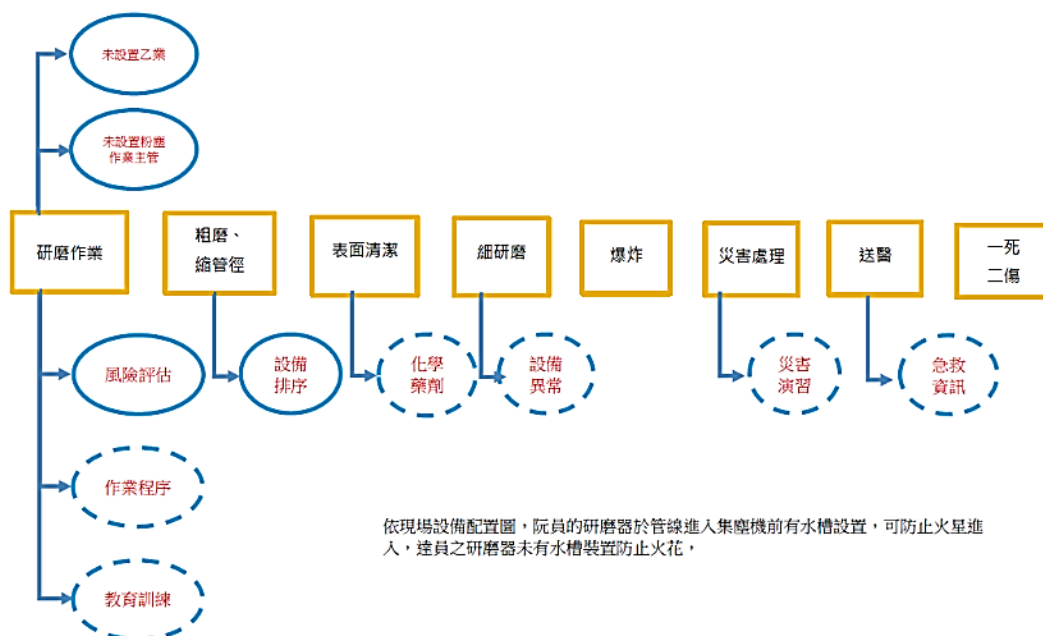 未設置乙業
未設置粉塵
作業主管
研磨作業
粗磨、
縮管徑
表面清潔
細研磨
爆炸
災害處理
送醫
一死
二傷
風險評估
設備
排序
化學
藥劑
設備
異常
災害
演習
急救
資訊
作業程序
教育訓練
依現場設備配置圖，阮員的研磨器於管線進入集塵機前有水槽設置，可防止火星進
入，達員之研磨器未有水槽裝置防止火花，